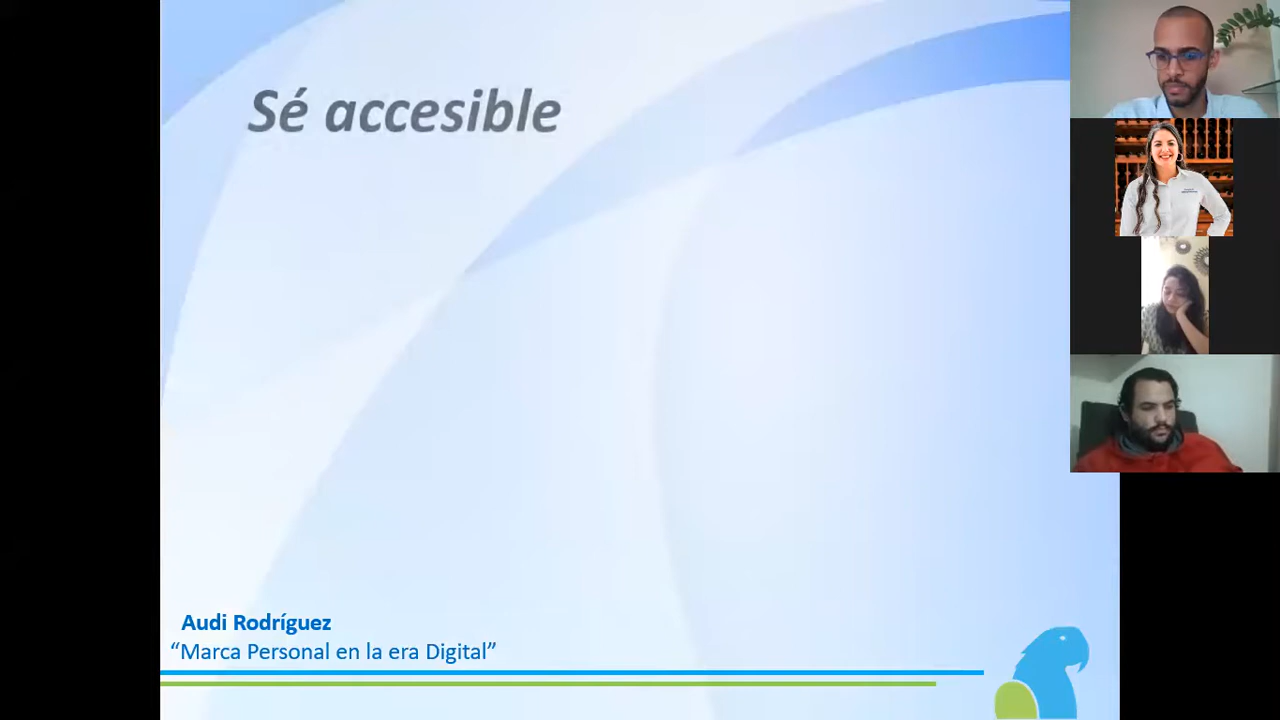 Sé accesible
Audi Rodríguez
“Marca Personal en la era Digital”